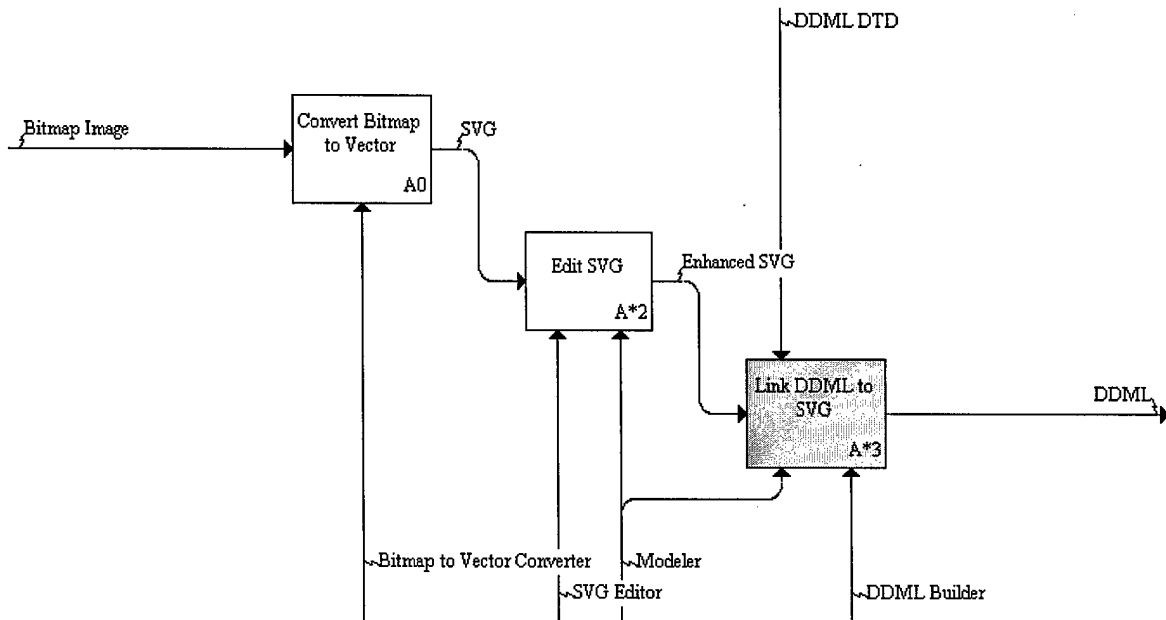 DDML DTD
Bitmap Image
Convert Bitmap
to Vector
A0
SVG
Edit SVG
A*2
Enhanced SVG
Link DDML to
SVG
A*3
DDML
Bitmap to Vector Converter
Modeler
SVG Editor
DDML Builder